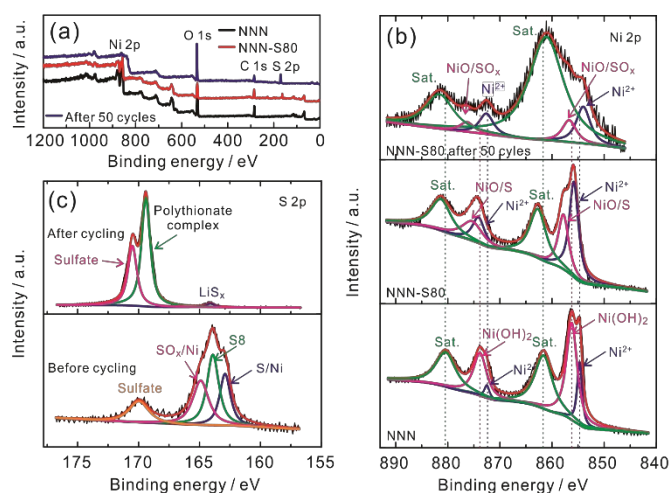 (a)
NNN
NNN-S80
Ni 2p
O 1s
C 1s S 2p
After 50 cycles
Intensity / a.u.
1200 1000 800 600 400 200 0
Binding energy / eV
(b)
Ni 2p
Sat.
Sat.
NiO/SOx
NiO/SOx
Ni2+
Ni2+
NNN-S80 after 50 cyles
Sat.
NiO/S
Ni2+
Sat.
Ni2+
NiO/S
NNN-S80
Sat.
Ni(OH)2
Ni2+
Sat.
Ni(OH)2
Ni2+
NNN
Intensity / a.u.
890 880 870 860 850 840
Binding energy / eV
(c)
S 2p
Polythionate
complex
After cycling
Sulfate
LiSx
Before cycling
SOx/Ni
S8
S/Ni
Sulfate
Intensity / a.u.
175 170 165 160 155
Binding energy / eV